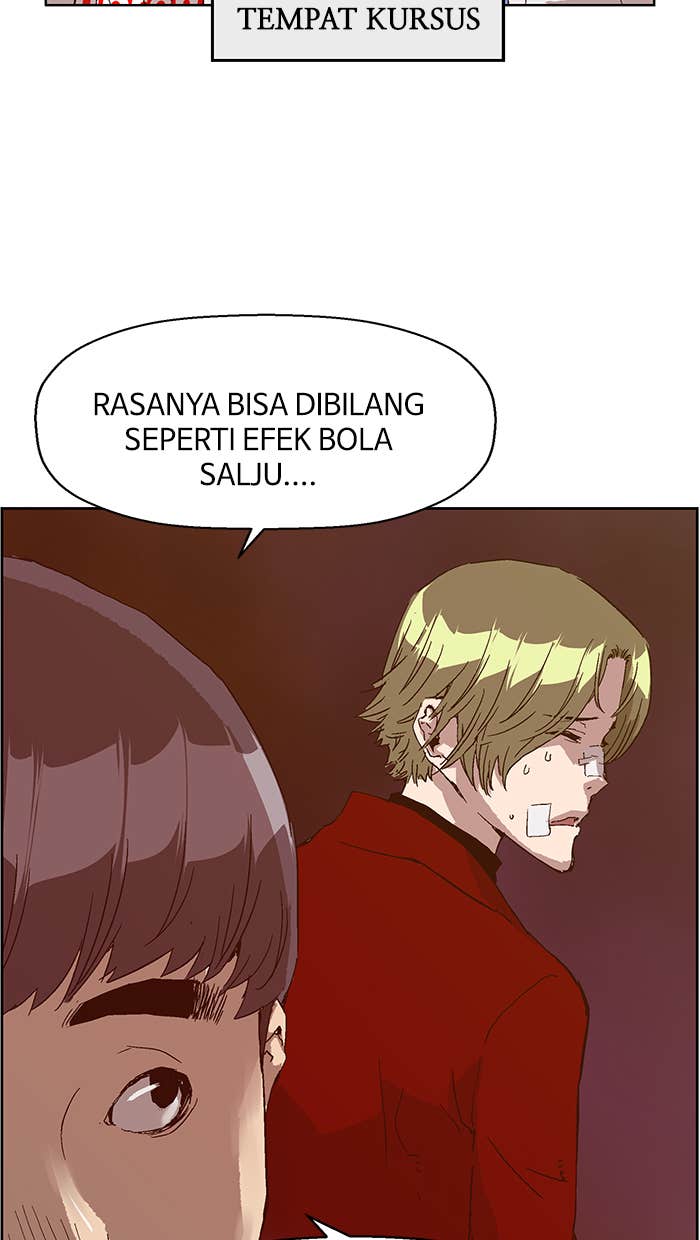 TEMPAT KURSUS
RASANYA BISA DIBILANG
SEPERTI EFEK BOLA
SALJU....